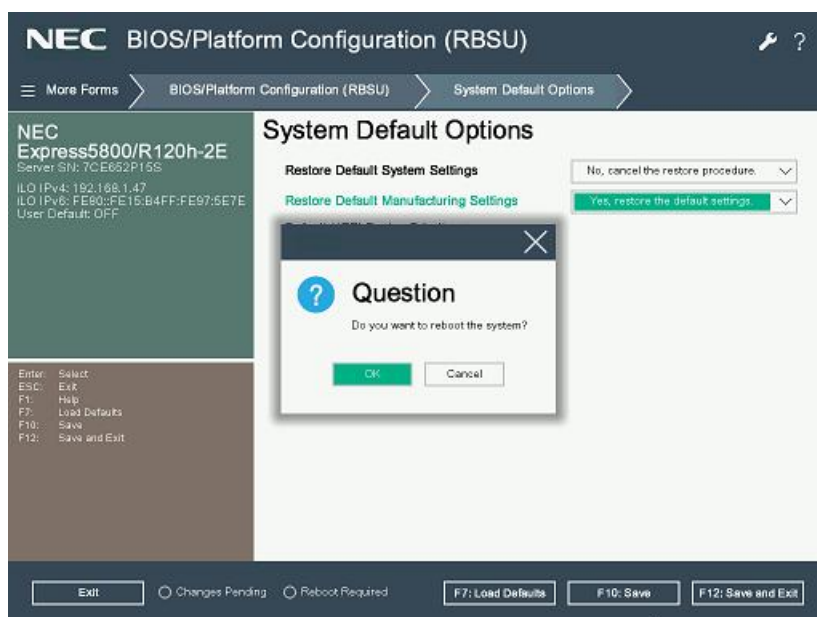 NEC BIOS/Platform Configuration (RBSU)
?
More Forms BIOS/Platform Configuration (RBSU) System Default Options
NEC
Express5800/R120h-2E
Server SN: 7CE652P15S
iLO IPv4: 192.168.1.47
iLO IPv6: FE80::FE15:B4FF:FE97:5E7E
User Default: OFF
Enter: Select
ESC: Exit
F1: Help
F7: Load Defaults
F10: Save
F12: Save and Exit
System Default Options
Restore Default System Settings No, cancel the restore procedure.
Restore Default Manufacturing Settings Yes, restore the default settings.
? Question
Do you want to reboot the system?
OK Cancel
Exit Changes Pending Reboot Required F7: Load Defaults F10: Save F12: Save and Exit